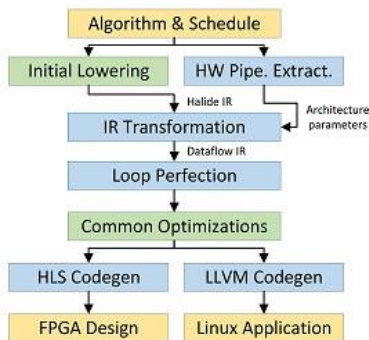 Algorithm & Schedule
Initial Lowering
HW Pipe. Extract.
Halide IR
Architecture
parameters
IR Transformation
Dataflow IR
Loop Perfection
Common Optimizations
HLS Codegen
LLVM Codegen
FPGA Design
Linux Application